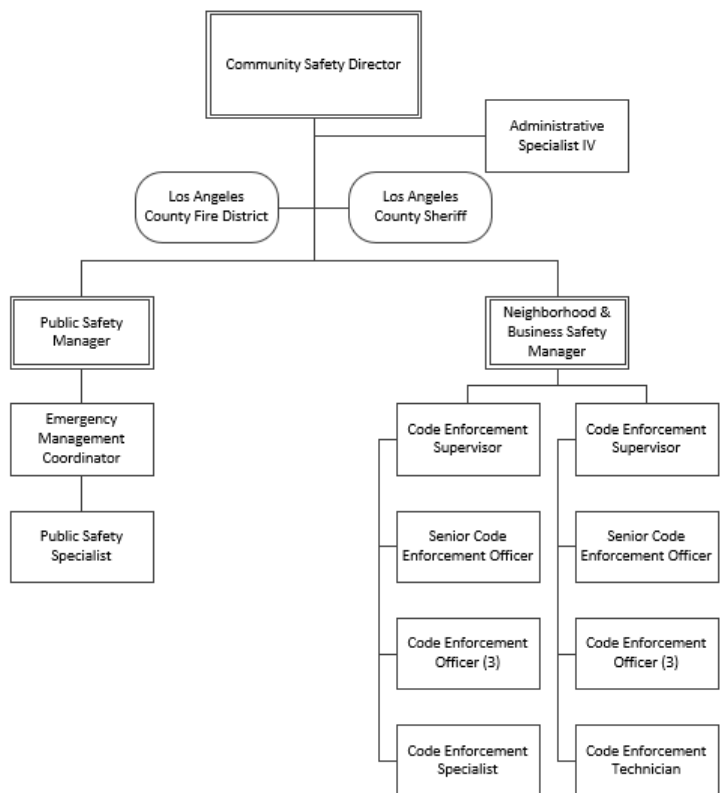 Community Safety Director
Administrative
Specialist IV
Los Angeles
County Fire District
Los Angeles
County Sheriff
Public Safety
Manager
Neighborhood &
Business Safety
Manager
Emergency
Management
Coordinator
Code Enforcement
Supervisor
Code Enforcement
Supervisor
Public Safety
Specialist
Senior Code
Enforcement Officer
Senior Code
Enforcement Officer
Code Enforcement
Officer (3)
Code Enforcement
Officer (3)
Code Enforcement
Specialist
Code Enforcement
Technician